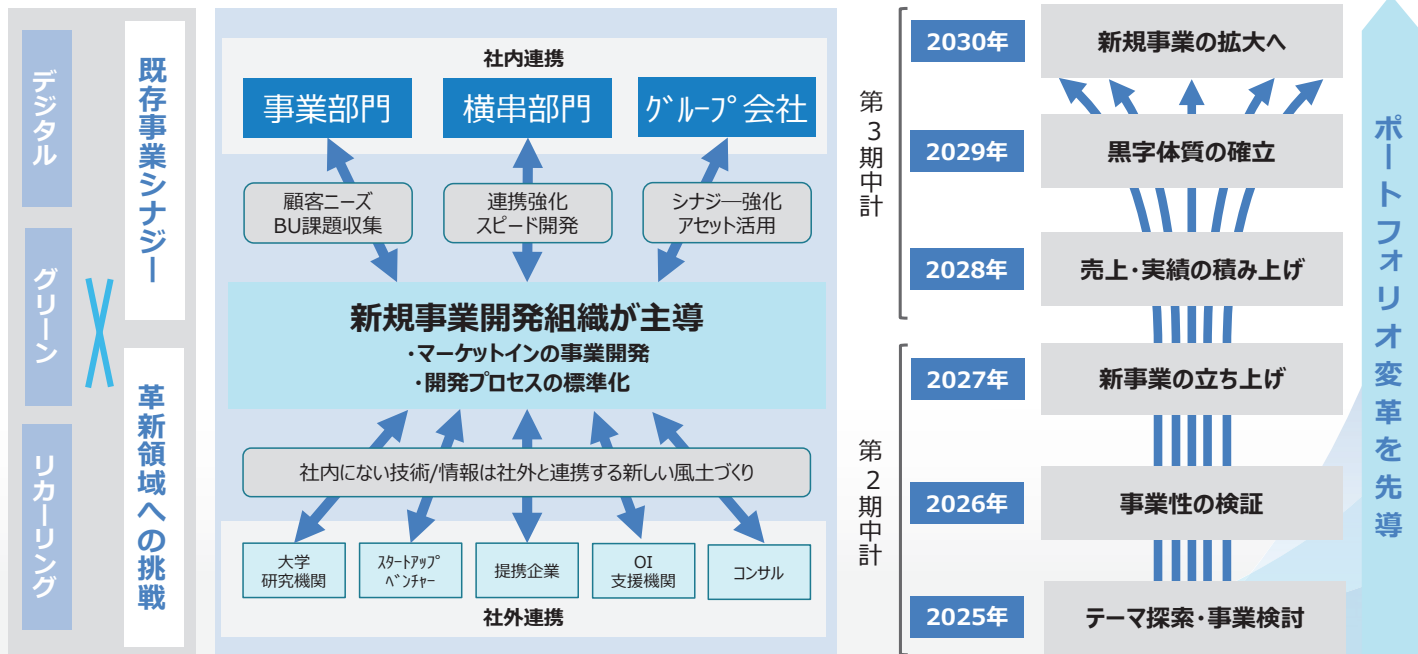 デジタル
グリーン
リカーリング
既存事業シナジー
革新領域への挑戦
社内連携
事業部門
横串部門
グループ会社
顧客ニーズ
BU課題収集
連携強化
スピード開発
シナジー強化
アセット活用
新規事業開発組織が主導
・マーケットインの事業開発
・開発プロセスの標準化
社内にない技術/情報は社外と連携する新しい風土づくり
大学
研究機関
スタートアップ
ベンチャー
提携企業
OI
支援機関
コンサル
社外連携
第3期中計
2030年
新規事業の拡大へ
2029年
黒字体質の確立
2028年
売上・実績の積み上げ
第2期中計
2027年
新事業の立ち上げ
2026年
事業性の検証
2025年
テーマ探索・事業検討
ポートフォリオ変革を先導